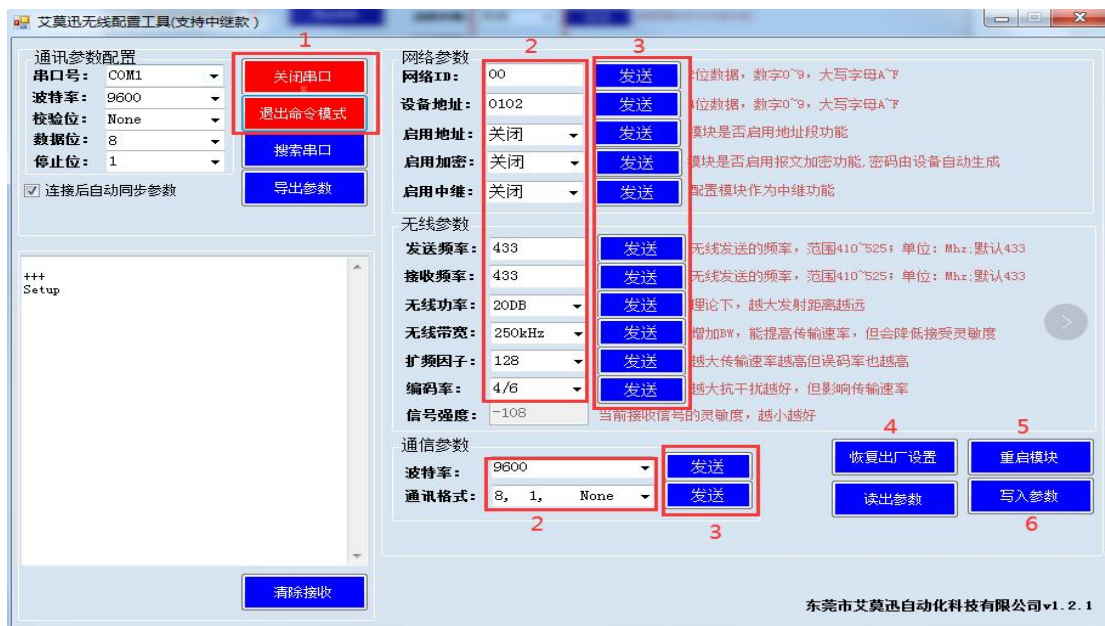 艾莫迅无线配置工具(支持中继款)
1
2
3
通讯参数配置
串口号: COM1
波特率: 9600
校验位: None
数据位: 8
停止位: 1
连接后自动同步参数
关闭串口
退出命令模式
搜索串口
导出参数
+++
Setup
清除接收
网络参数
网络ID: 00 发送 位数据, 数字0~9, 大写字母A~F
设备地址: 0102 发送 位数据, 数字0~9, 大写字母A~F
启用地址: 关闭 发送 模块是否启用地址段功能
启用加密: 关闭 发送 模块是否启用报文加密功能,密码由设备自动生成
启用中继: 关闭 发送 配置模块作为中继功能
无线参数
发送频率: 433 发送 无线发送的频率, 范围410~525; 单位: Mhz;默认433
接收频率: 433 发送 无线发送的频率, 范围410~525; 单位: Mhz;默认433
无线功率: 20DB 发送 理论下, 越大发射距离越远
无线带宽: 250kHz 发送 增加BW, 能提高传输速率, 但会降低接受灵敏度
扩频因子: 128 发送 越大传输速率越高但误码率也越高
编码率: 4/6 发送 越大抗干扰越好, 但影响传输速率
信号强度: -108 当前接收信号的灵敏度, 越小越好
通信参数
波特率: 9600 发送
通讯格式: 8, 1, None 发送
2
3
4
5
恢复出厂设置
重启模块
读出参数
写入参数
6
东莞市艾莫迅自动化科技有限公司v1.2.1